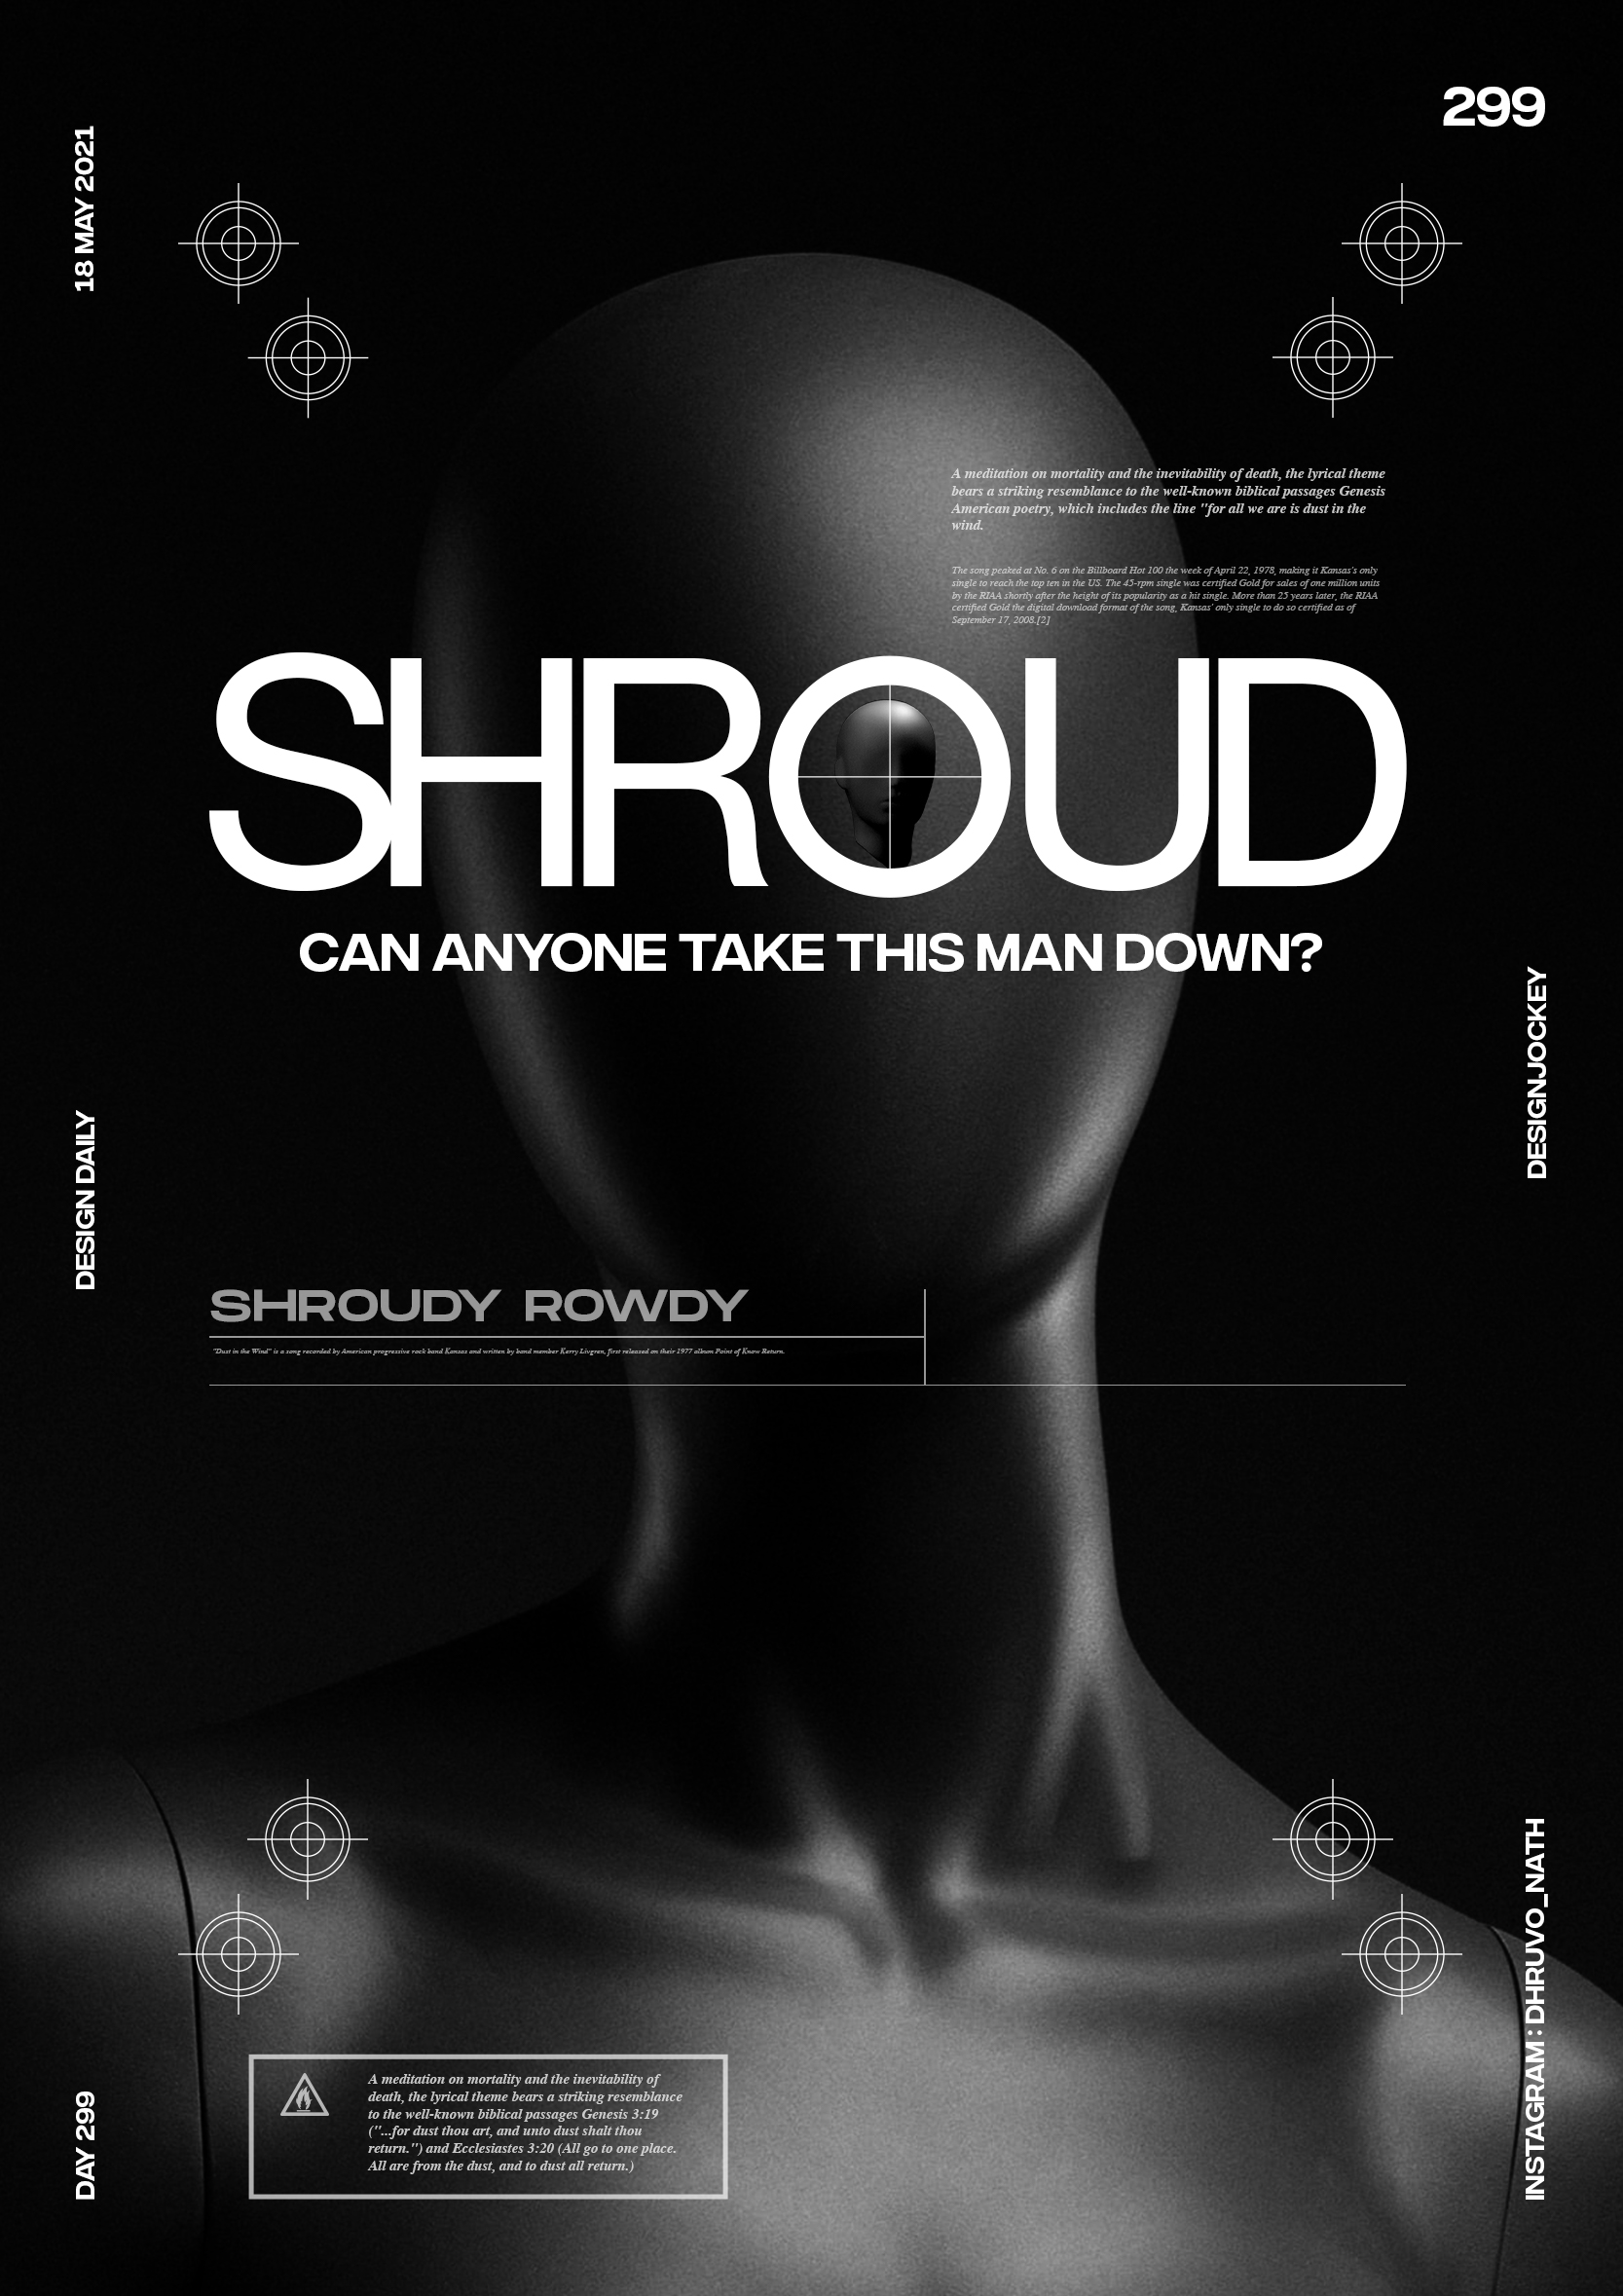 299
18 MAY 2021
A meditation on mortality and the inevitability of death, the lyrical theme
bears a striking resemblance to the well-known biblical passages Genesis
American poetry, which includes the line "for all we are is dust in the
wind.
The song peaked at No. 6 on the Billboard Hot 100 the week of April 22, 1978, making it Kansas's only
single to reach the top ten in the US. The 45-rpm single was certified Gold for sales of one million units
by the RIAA shortly after the height of its popularity as a hit single. More than 25 years later, the RIAA
certified Gold the digital download format of the song, Kansas' only single to do so certified as of
September 17, 2008.[2]
SHROUD
CAN ANYONE TAKE THIS MAN DOWN?
DESIGNJOCKEY
DESIGN DAILY
SHROUDY ROWDY
"Dust in the Wind" is a song recorded by American progressive rock band Kansas and written by band member Kerry Livgren, first released on their 1977 album Point of Know Return.
INSTAGRAM : DHRUVO_NATH
A meditation on mortality and the inevitability of
death, the lyrical theme bears a striking resemblance
to the well-known biblical passages Genesis 3:19
("...for dust thou art, and unto dust shalt thou
return.") and Ecclesiastes 3:20 (All go to one place.
All are from the dust, and to dust all return.)
DAY 299